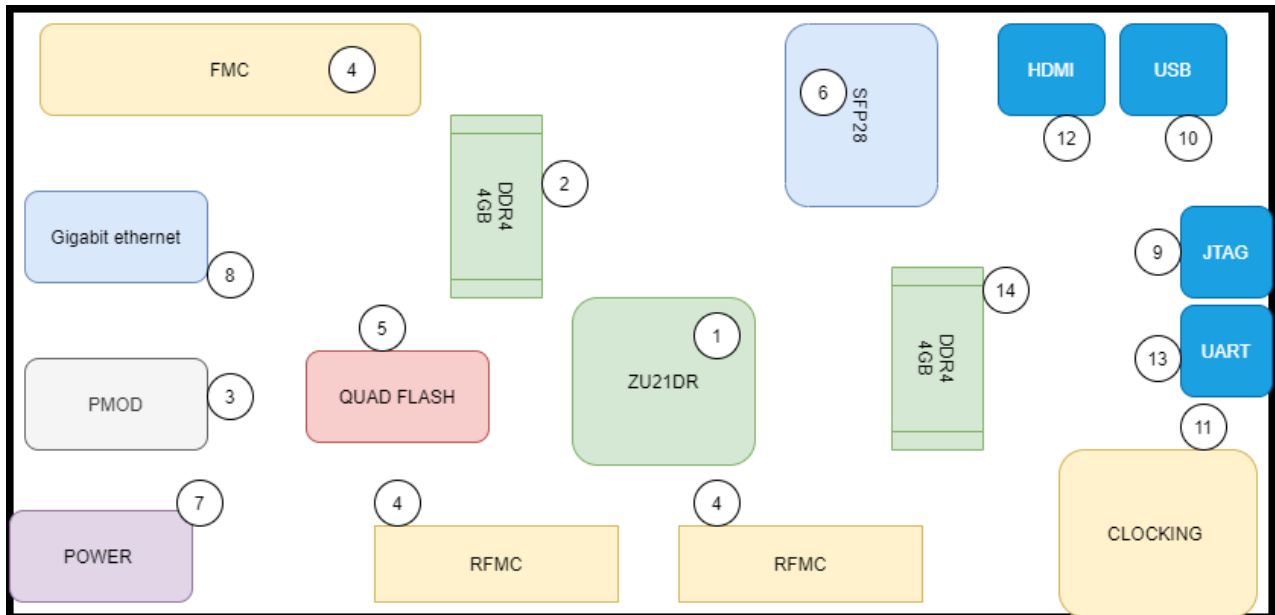 FMC
4
6
SFP28
HDMI
USB
12
10
DDR4
4GB
2
Gigabit ethernet
8
9
JTAG
14
5
1
DDR4
4GB
13
UART
PMOD
3
QUAD FLASH
ZU21DR
11
7
4
4
POWER
RFMC
RFMC
CLOCKING